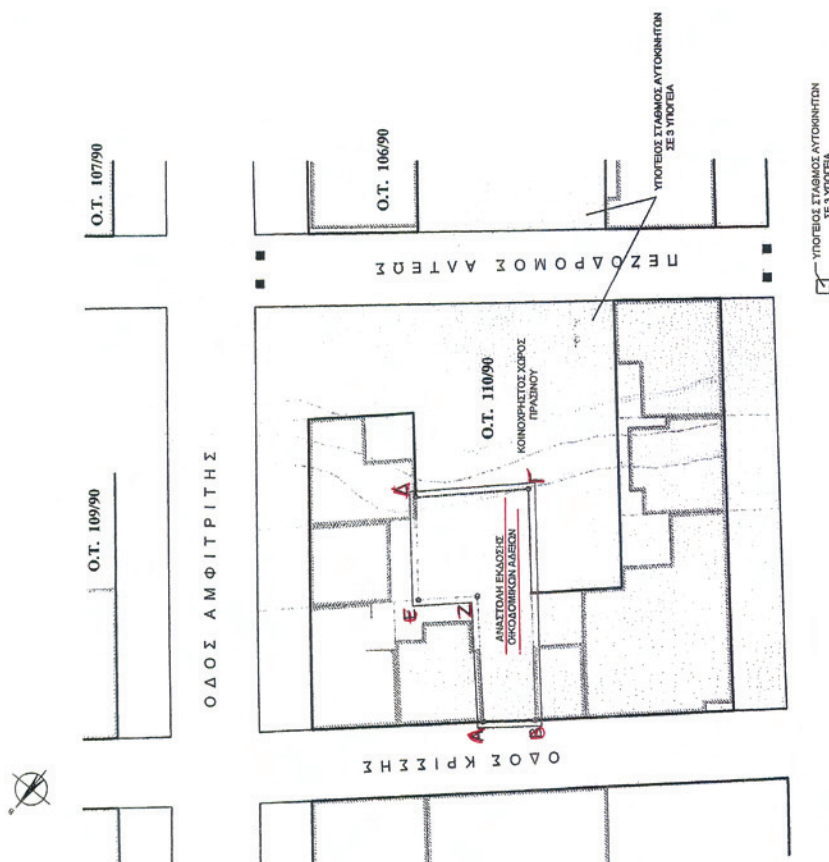 Ο.Τ. 107/90
Ο.Τ. 106/90
ΥΠΟΓΕΙΟΣ ΣΤΑΘΜΟΣ ΑΥΤΟΚΙΝΗΤΩΝ
ΣΕ 3 ΥΠΟΓΕΙΑ
ΥΠΟΓΕΙΟΣ ΣΤΑΘΜΟΣ ΑΥΤΟΚΙΝΗΤΩΝ
ΣΕ 3 ΥΠΟΓΕΙΑ
ΠΕΖΟΔΡΟΜΟΣ ΑΛΤΕΩΣ
Ο.Τ. 109/90
ΟΔΟΣ ΑΜΦΙΤΡΙΤΗΣ
Ο.Τ. 110/90
ΚΟΙΝΟΧΡΗΣΤΟΣ ΧΩΡΟΣ
ΠΡΑΣΙΝΟΥ
Δ
Γ
Ε
Ζ
ΑΝΑΣΤΟΛΗ ΕΚΔΟΣΗΣ
ΟΙΚΟΔΟΜΙΚΩΝ ΑΔΕΙΩΝ
Α
Β
ΟΔΟΣ ΚΡΙΣΣΗΣ